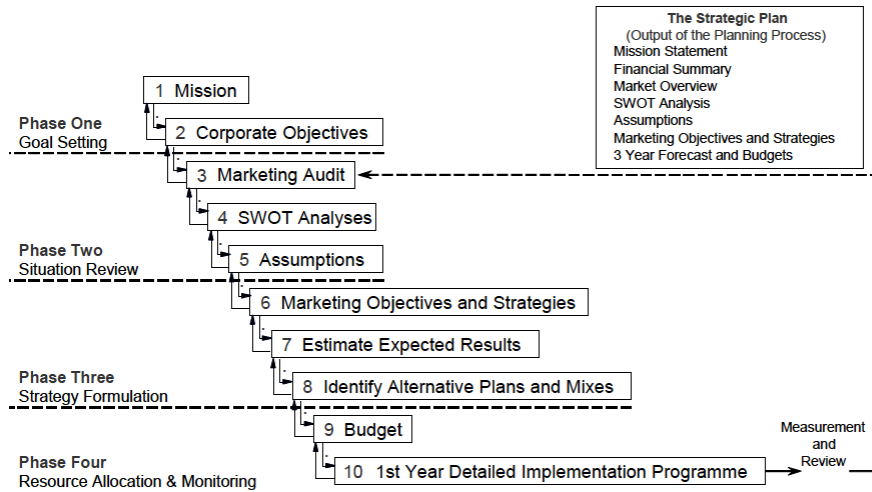 The Strategic Plan
(Output of the Planning Process)
Mission Statement
Financial Summary
Market Overview
SWOT Analysis
Assumptions
Marketing Objectives and Strategies
3 Year Forecast and Budgets
1 Mission
Phase One
Goal Setting
2 Corporate Objectives
3 Marketing Audit
4 SWOT Analyses
Phase Two
Situation Review
5 Assumptions
6 Marketing Objectives and Strategies
7 Estimate Expected Results
Phase Three
Strategy Formulation
8 Identify Alternative Plans and Mixes
9 Budget
Measurement
and
Review
Phase Four
Resource Allocation & Monitoring
10 1st Year Detailed Implementation Programme